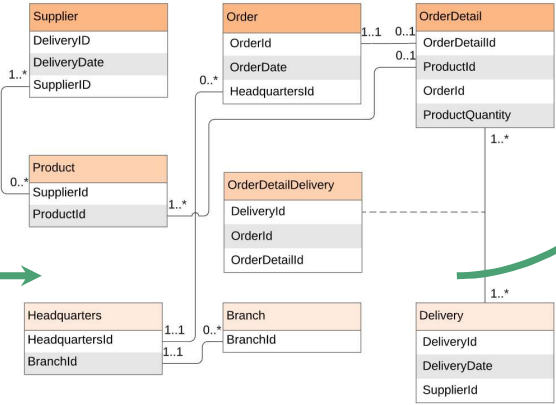 Supplier
DeliveryID
DeliveryDate
SupplierID
1..*
Order
OrderId
OrderDate
HeadquartersId
0..*
1..1
0..1
OrderDetail
OrderDetailId
ProductId
OrderId
ProductQuantity
0..1
1..*
Product
SupplierId
ProductId
0..*
1..*
OrderDetailDelivery
DeliveryId
OrderId
OrderDetailId
Headquarters
HeadquartersId
BranchId
1..1
1..1
0..*
Branch
BranchId
1..*
Delivery
DeliveryId
DeliveryDate
SupplierId